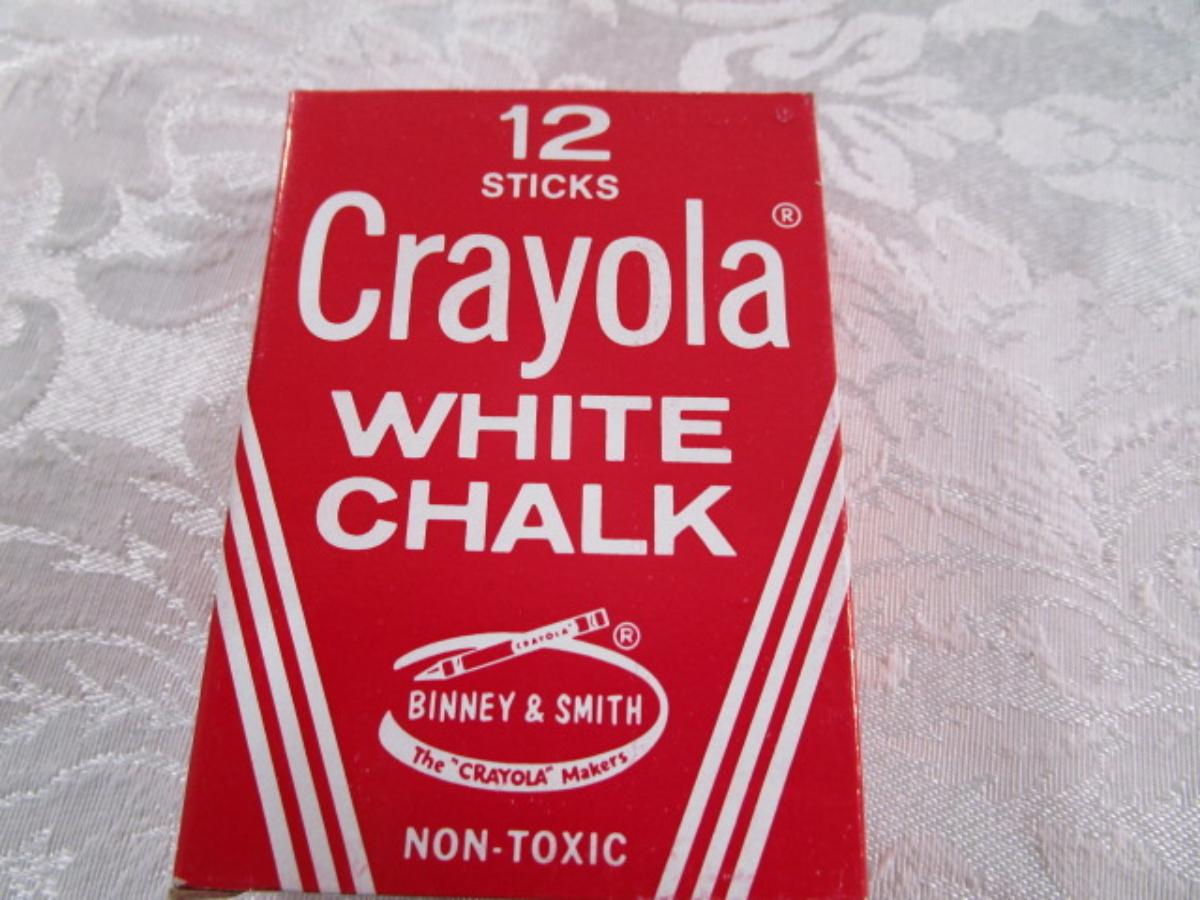 12
STICKS
Crayola®
WHITE
CHALK
CRAYOLA
®
BINNEY & SMITH
The "CRAYOLA" Makers
NON-TOXIC